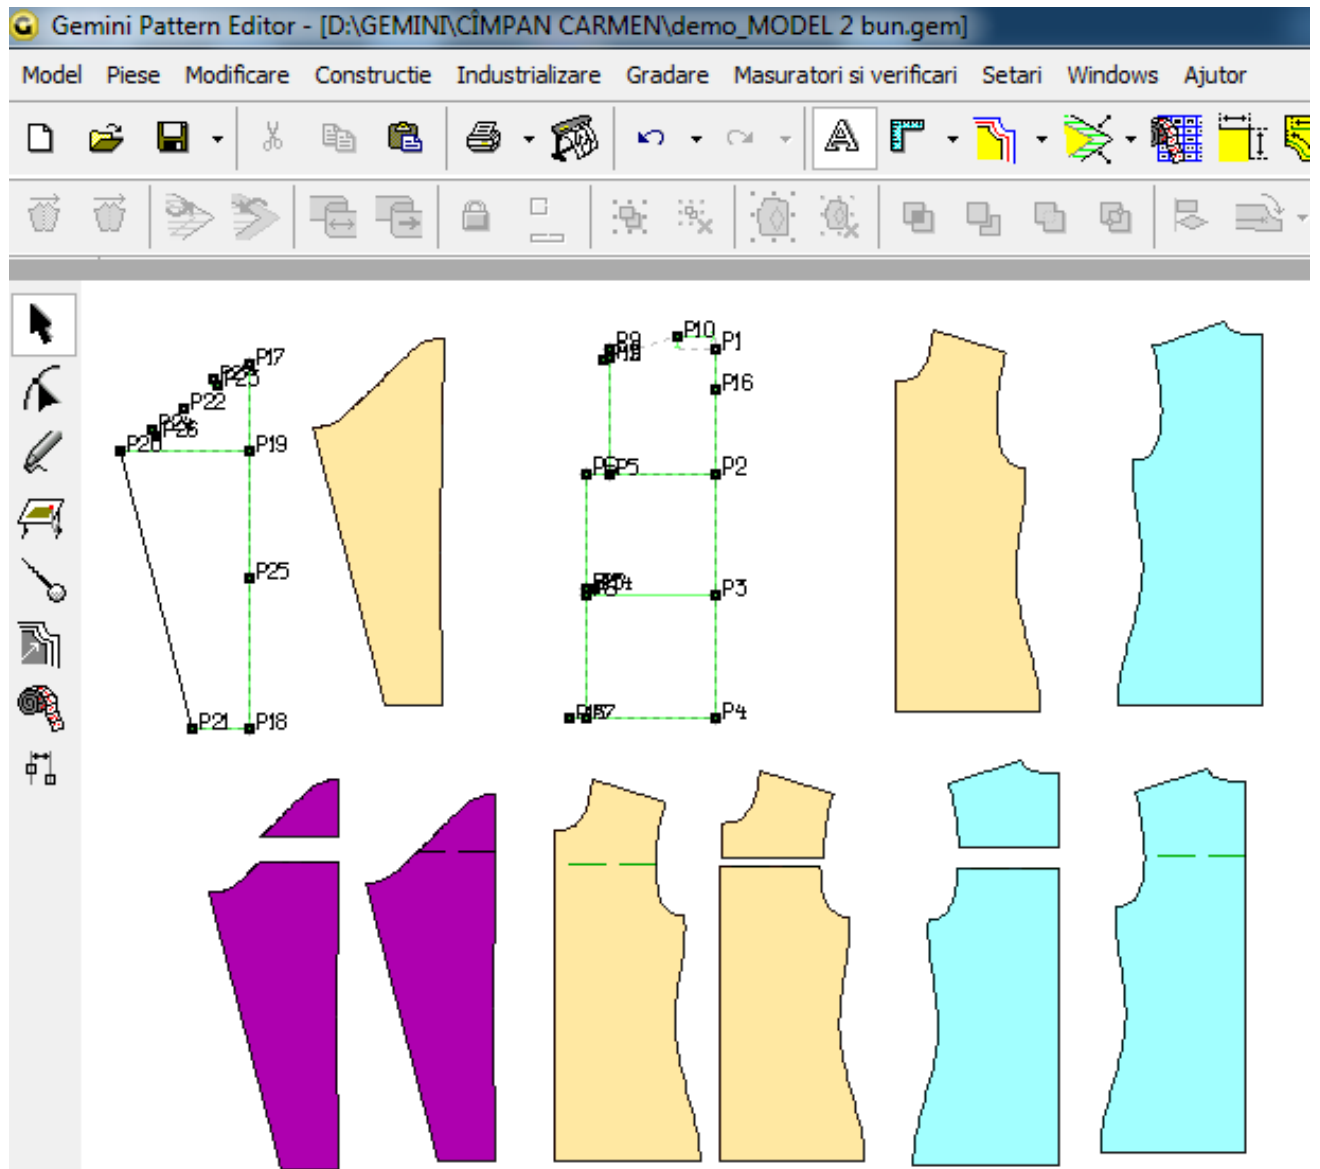 Gemini Pattern Editor - [D:\GEMINI\CÎMPAN CARMEN\demo_MODEL 2 bun.gem]
Model Piese Modificare Constructie Industrializare Gradare Masuratori si verificari Setari Windows Ajutor
P10
P1
P17
P16
P22
P19
P5 P2
P25
P3
P21 P18
P4